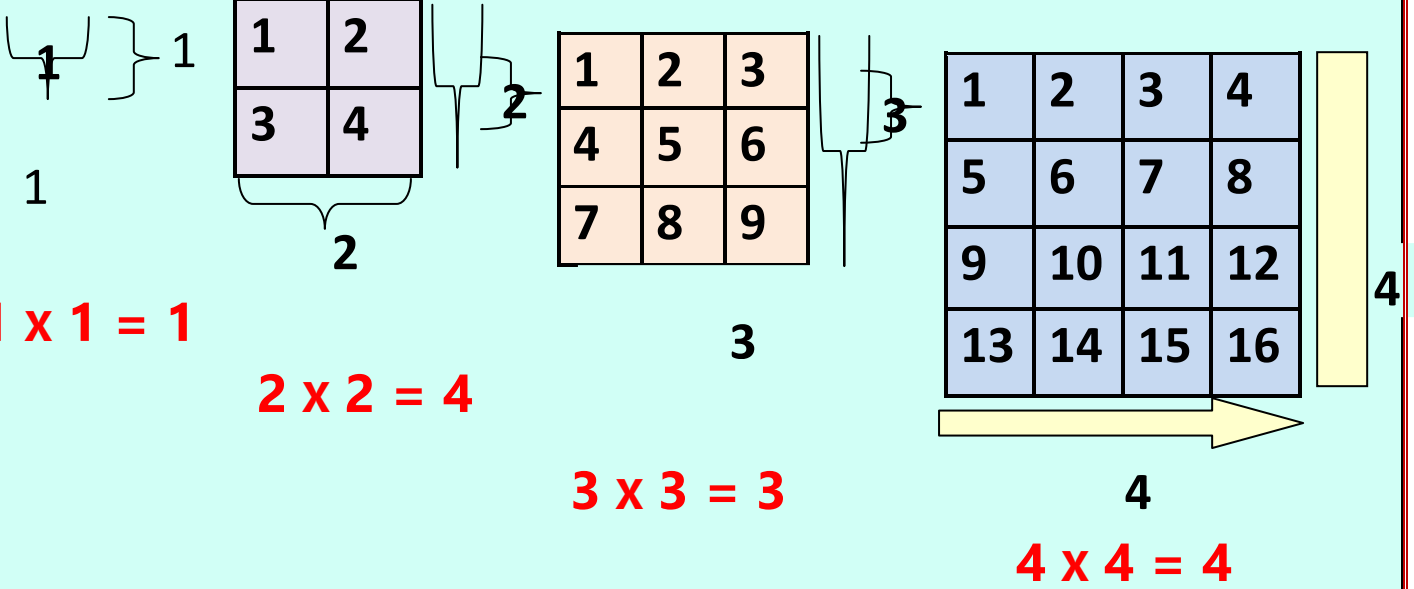 1
1
1
1 x 1 = 1
1 2
3 4
2
2
2 x 2 = 4
1 2 3
4 5 6
7 8 9
3
3
3 x 3 = 3
1 2 3 4
5 6 7 8
9 10 11 12
13 14 15 16
4
4
4 x 4 = 4